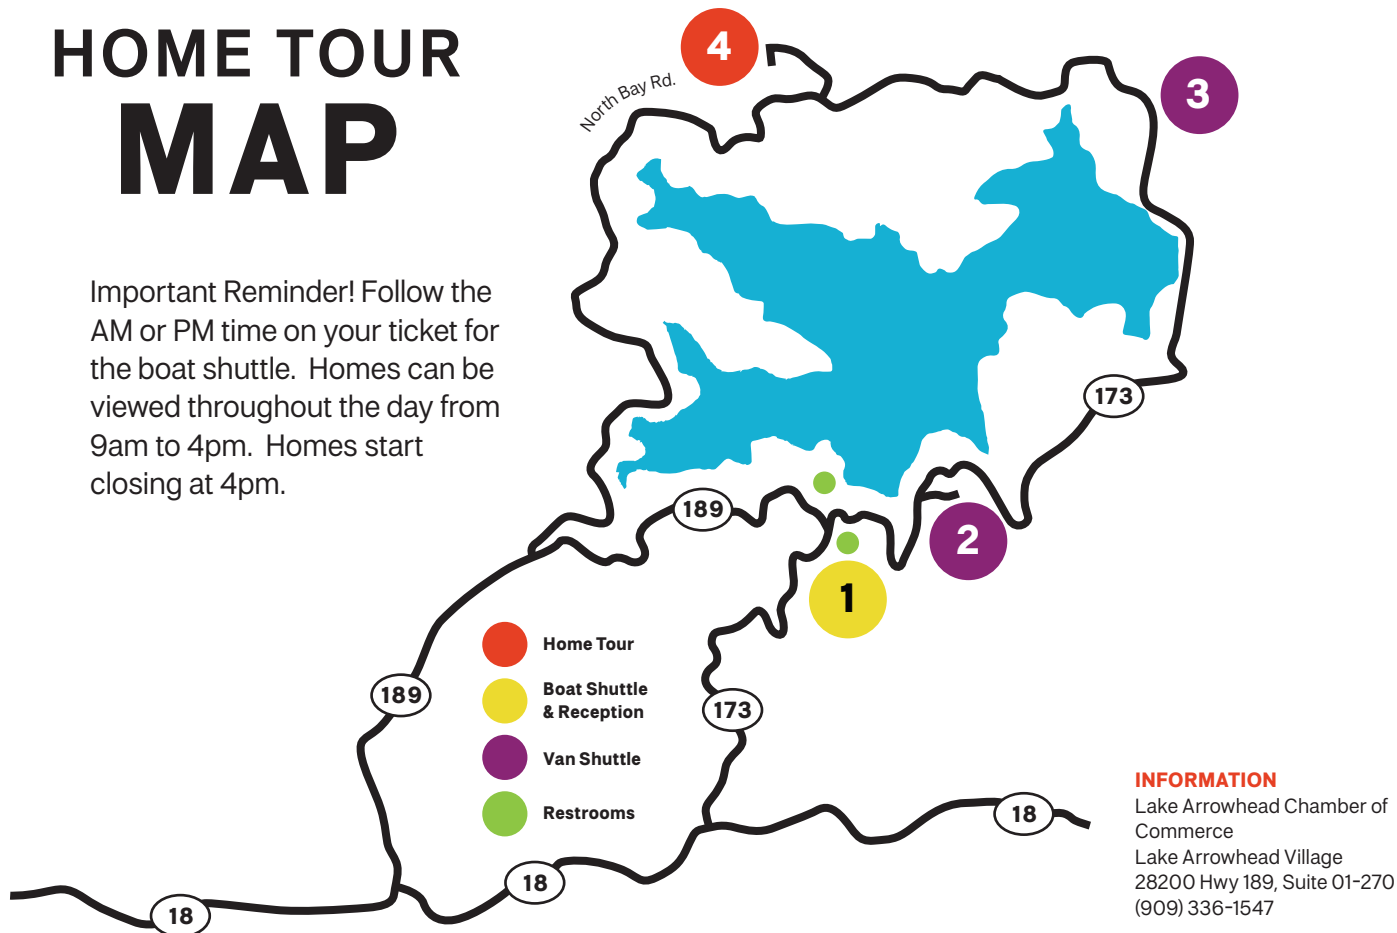 HOME TOUR
MAP
Important Reminder! Follow the
AM or PM time on your ticket for
the boat shuttle.  Homes can be
viewed throughout the day from
9am to 4pm.  Homes start
closing at 4pm.
North Bay Rd.
4
3
173
189
2
1
189
173
18
18
18
Home Tour
Boat Shuttle
& Reception
Van Shuttle
Restrooms
INFORMATION
Lake Arrowhead Chamber of
Commerce
Lake Arrowhead Village
28200 Hwy 189, Suite 01-270
(909) 336-1547